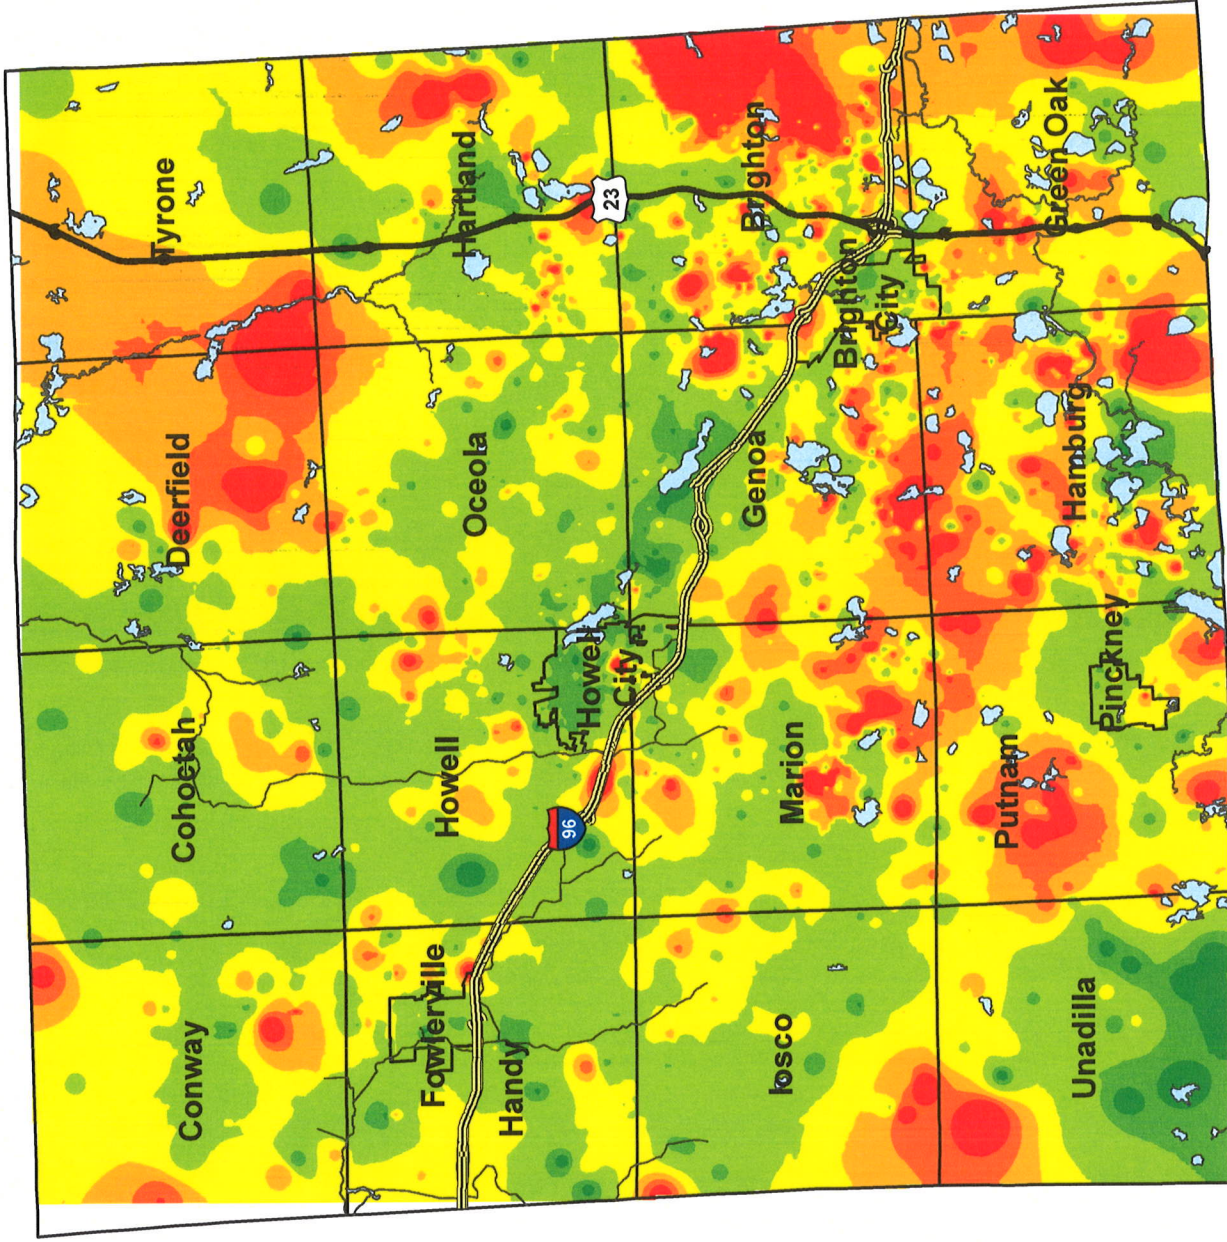 Conway
Cohoctah
Deerfield
Tyrone
Fowlerville
Handy
Howell
Howell
City
Oceola
Hartland
96
23
Iosco
Marion
Genoa
Brighton
Brighton
City
Unadilla
Putnam
Pinckney
Hamburg
Green Oak